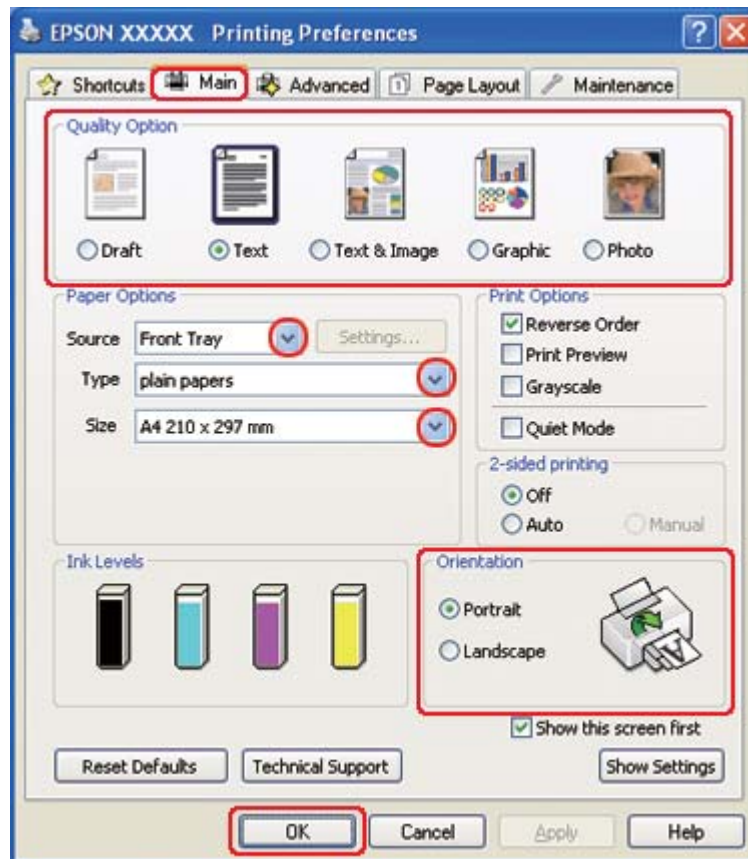 EPSON XXXXX Printing Preferences
Shortcuts Main Advanced Page Layout Maintenance
Quality Option
Draft Text Text & Image Graphic Photo
Paper Options
Source Front Tray Settings...
Type plain papers
Size A4 210 x 297 mm
Print Options
Reverse Order
Print Preview
Grayscale
Quiet Mode
2-sided printing
Off
Auto Manual
Ink Levels
Orientation
Portrait
Landscape
Show this screen first
Reset Defaults Technical Support Show Settings
OK Cancel Apply Help